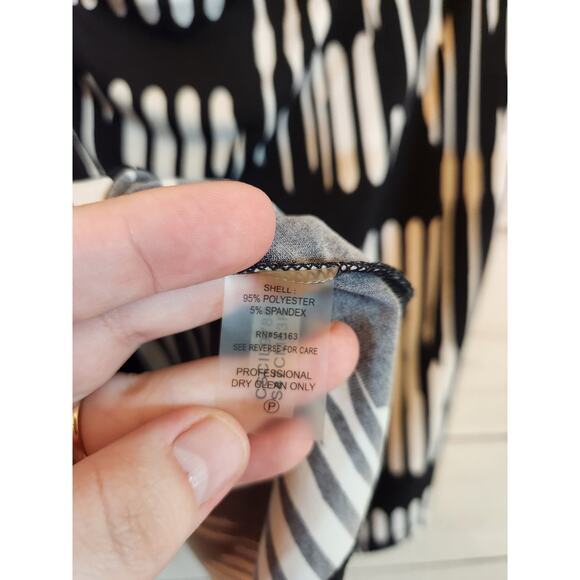 SHELL :
95% POLYESTER
5% SPANDEX
RN#54163
SEE REVERSE FOR CARE
PROFESSIONAL
DRY CLEAN ONLY
P